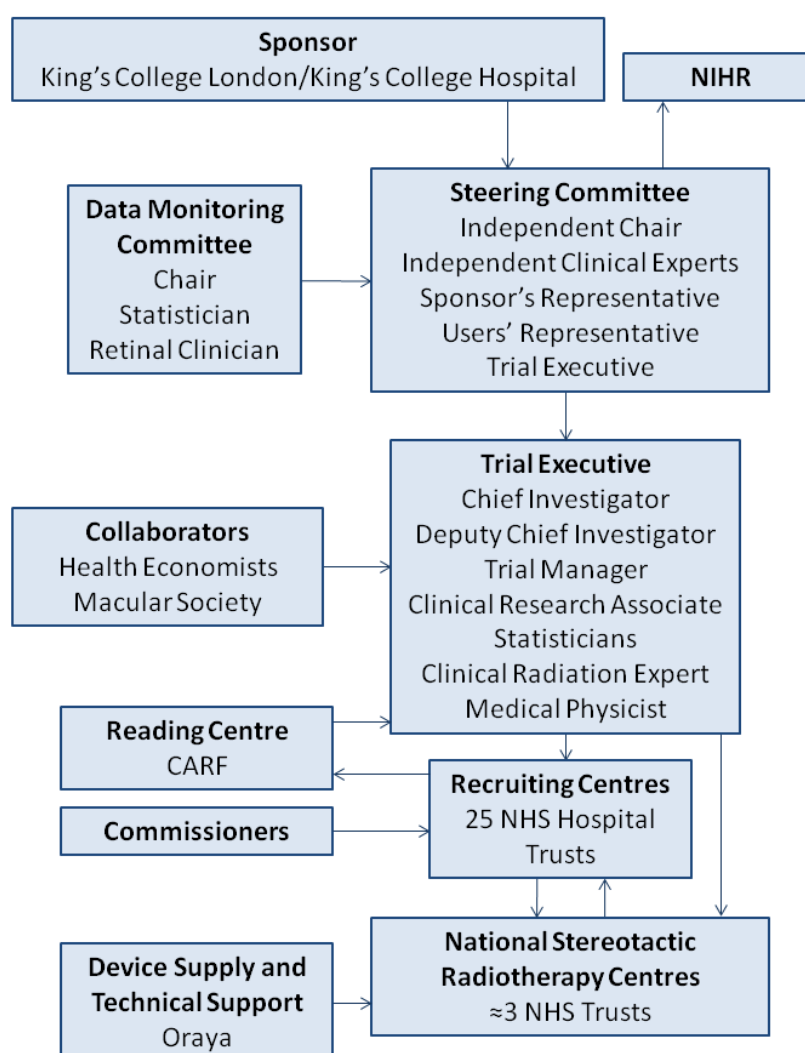 Sponsor
King's College London/King's College Hospital
NIHR
Data Monitoring
Committee
Chair
Statistician
Retinal Clinician
Steering Committee
Independent Chair
Independent Clinical Experts
Sponsor's Representative
Users' Representative
Trial Executive
Trial Executive
Chief Investigator
Deputy Chief Investigator
Trial Manager
Clinical Research Associate
Statisticians
Clinical Radiation Expert
Medical Physicist
Collaborators
Health Economists
Macular Society
Reading Centre
CARF
Commissioners
Recruiting Centres
25 NHS Hospital
Trusts
Device Supply and
Technical Support
Oraya
National Stereotactic
Radiotherapy Centres
≈3 NHS Trusts